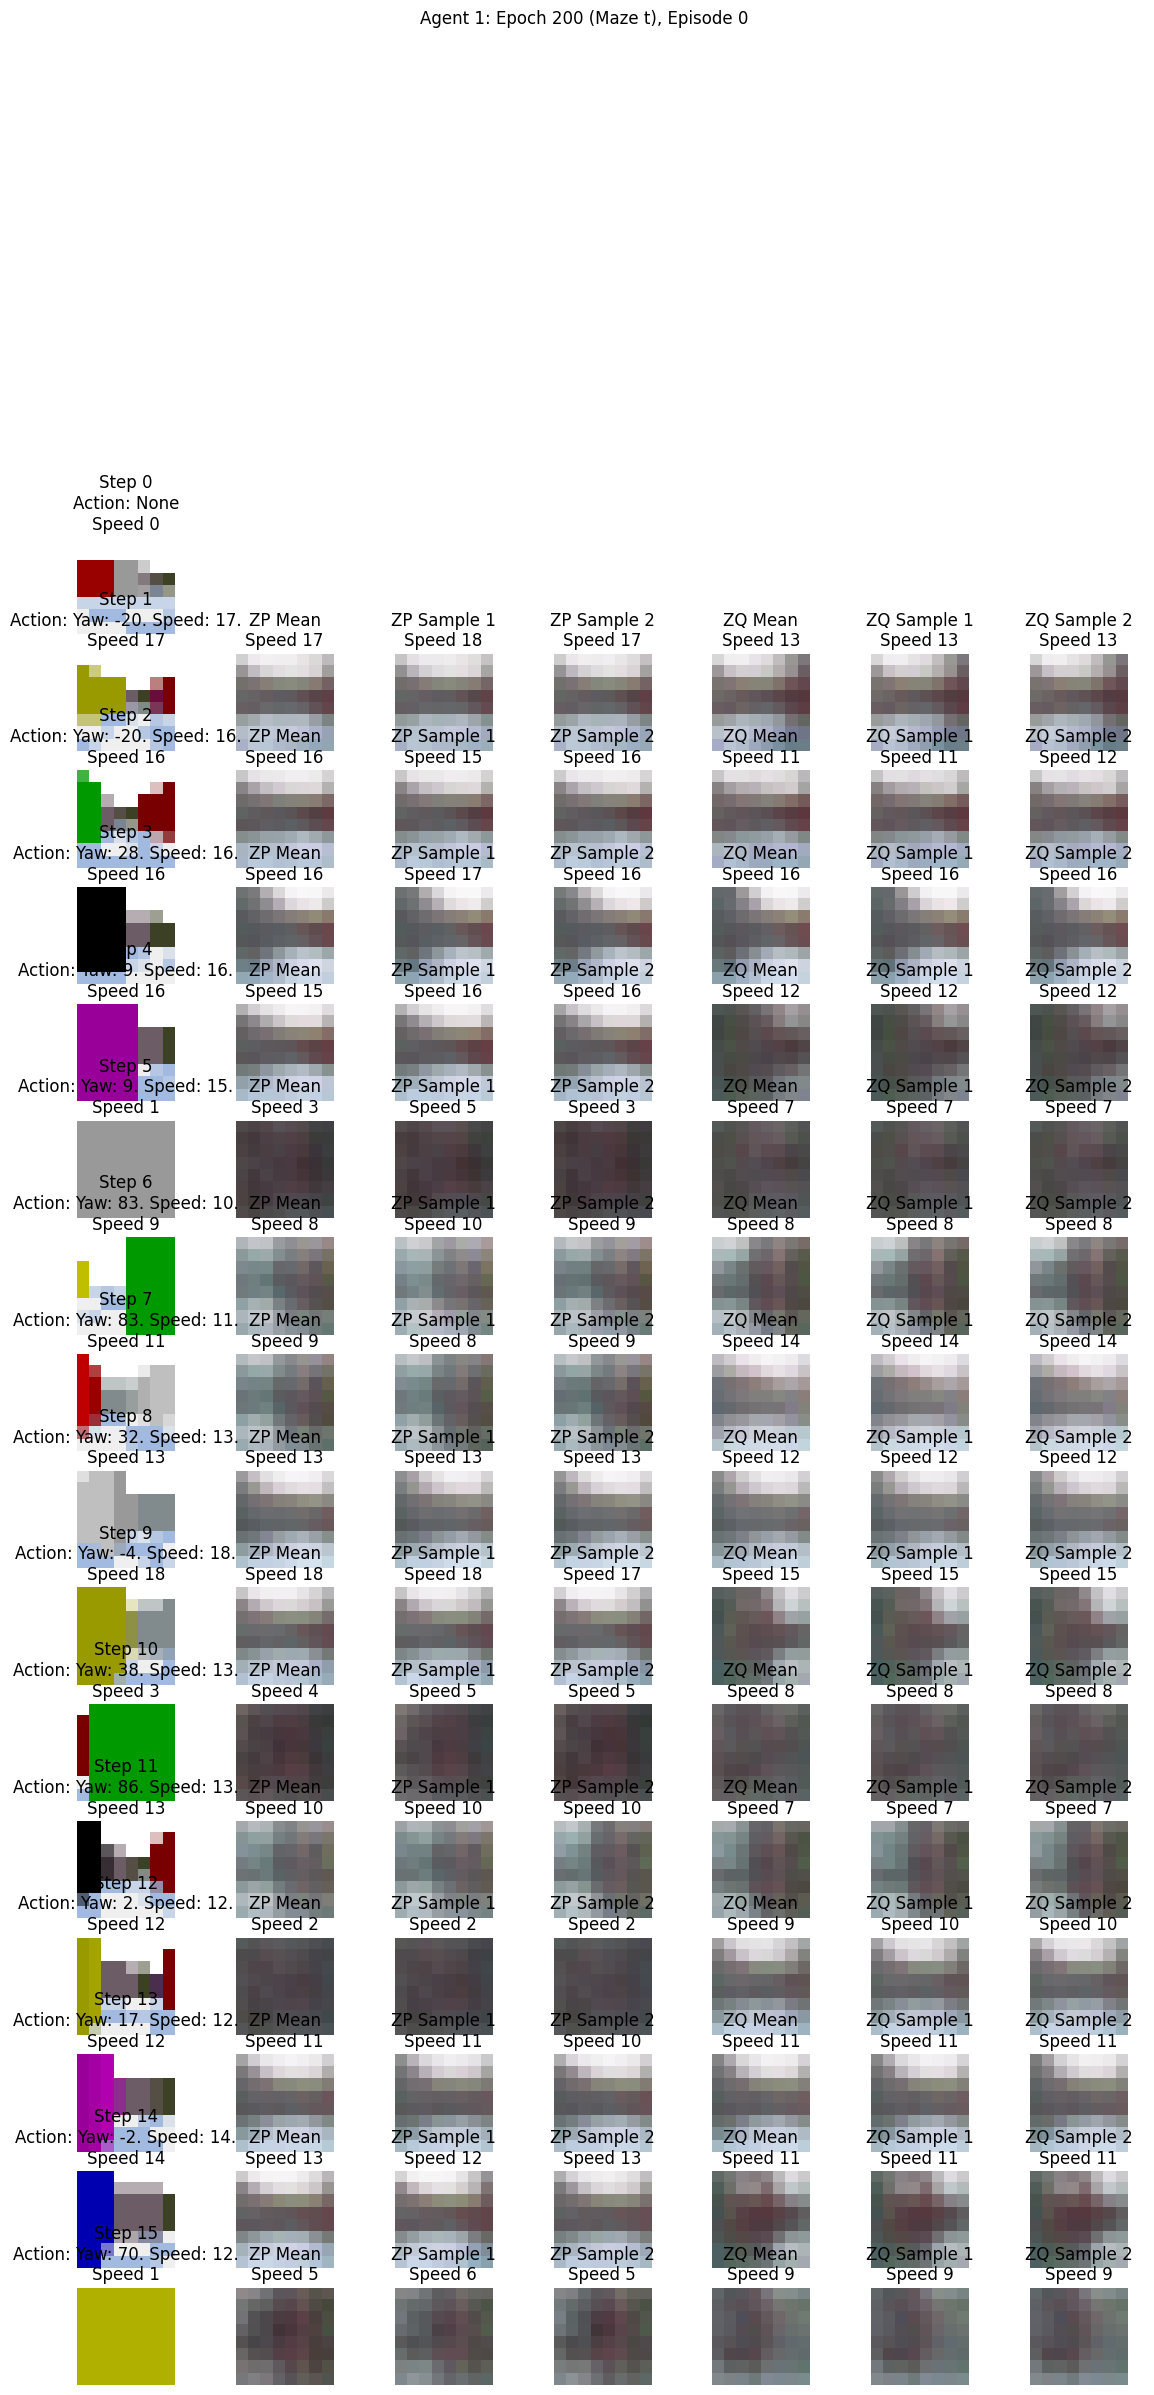 Agent 1: Epoch 200 (Maze t), Episode 0
Step 0
Action: None
Speed 0
Step 1
Action: Yaw: -20. Speed: 17.
Speed 17
ZP Mean
Speed 17
ZP Sample 1
Speed 18
ZP Sample 2
Speed 17
ZQ Mean
Speed 13
ZQ Sample 1
Speed 13
ZQ Sample 2
Speed 13
Step 2
Action: Yaw: -20. Speed: 16.
Speed 16
ZP Mean
Speed 16
ZP Sample 1
Speed 15
ZP Sample 2
Speed 16
ZQ Mean
Speed 11
ZQ Sample 1
Speed 11
ZQ Sample 2
Speed 12
Step 3
Action: Yaw: 28. Speed: 16.
Speed 16
ZP Mean
Speed 16
ZP Sample 1
Speed 17
ZP Sample 2
Speed 16
ZQ Mean
Speed 16
ZQ Sample 1
Speed 16
ZQ Sample 2
Speed 16
4
Action: Yaw: 9. Speed: 16.
Speed 16
ZP Mean
Speed 15
ZP Sample 1
Speed 16
ZP Sample 2
Speed 16
ZQ Mean
Speed 12
ZQ Sample 1
Speed 12
ZQ Sample 2
Speed 12
Step 5
Action: Yaw: 9. Speed: 15.
Speed 1
ZP Mean
Speed 3
ZP Sample 1
Speed 5
ZP Sample 2
Speed 3
ZQ Mean
Speed 7
ZQ Sample 1
Speed 7
ZQ Sample 2
Speed 7
Step 6
Action: Yaw: 83. Speed: 10.
Speed 9
ZP Mean
Speed 8
ZP Sample 1
Speed 10
ZP Sample 2
Speed 9
ZQ Mean
Speed 8
ZQ Sample 1
Speed 8
ZQ Sample 2
Speed 8
Step 7
Action: Yaw: 83. Speed: 11.
Speed 11
ZP Mean
Speed 9
ZP Sample 1
Speed 8
ZP Sample 2
Speed 9
ZQ Mean
Speed 14
ZQ Sample 1
Speed 14
ZQ Sample 2
Speed 14
Step 8
Action: Yaw: 32. Speed: 13.
Speed 13
ZP Mean
Speed 13
ZP Sample 1
Speed 13
ZP Sample 2
Speed 13
ZQ Mean
Speed 12
ZQ Sample 1
Speed 12
ZQ Sample 2
Speed 12
Step 9
Action: Yaw: -4. Speed: 18.
Speed 18
ZP Mean
Speed 18
ZP Sample 1
Speed 18
ZP Sample 2
Speed 17
ZQ Mean
Speed 15
ZQ Sample 1
Speed 15
ZQ Sample 2
Speed 15
Step 10
Action: Yaw: 38. Speed: 13.
Speed 3
ZP Mean
Speed 4
ZP Sample 1
Speed 5
ZP Sample 2
Speed 5
ZQ Mean
Speed 8
ZQ Sample 1
Speed 8
ZQ Sample 2
Speed 8
Step 11
Action: Yaw: 86. Speed: 13.
Speed 13
ZP Mean
Speed 10
ZP Sample 1
Speed 10
ZP Sample 2
Speed 10
ZQ Mean
Speed 7
ZQ Sample 1
Speed 7
ZQ Sample 2
Speed 7
Step 12
Action: Yaw: 2. Speed: 12.
Speed 12
ZP Mean
Speed 2
ZP Sample 1
Speed 2
ZP Sample 2
Speed 2
ZQ Mean
Speed 9
ZQ Sample 1
Speed 10
ZQ Sample 2
Speed 10
Step 13
Action: Yaw: 17. Speed: 12.
Speed 12
ZP Mean
Speed 11
ZP Sample 1
Speed 11
ZP Sample 2
Speed 10
ZQ Mean
Speed 11
ZQ Sample 1
Speed 11
ZQ Sample 2
Speed 11
Step 14
Action: Yaw: -2. Speed: 14.
Speed 14
ZP Mean
Speed 13
ZP Sample 1
Speed 12
ZP Sample 2
Speed 13
ZQ Mean
Speed 11
ZQ Sample 1
Speed 11
ZQ Sample 2
Speed 11
Step 15
Action: Yaw: 70. Speed: 12.
Speed 1
ZP Mean
Speed 5
ZP Sample 1
Speed 6
ZP Sample 2
Speed 5
ZQ Mean
Speed 9
ZQ Sample 1
Speed 9
ZQ Sample 2
Speed 9